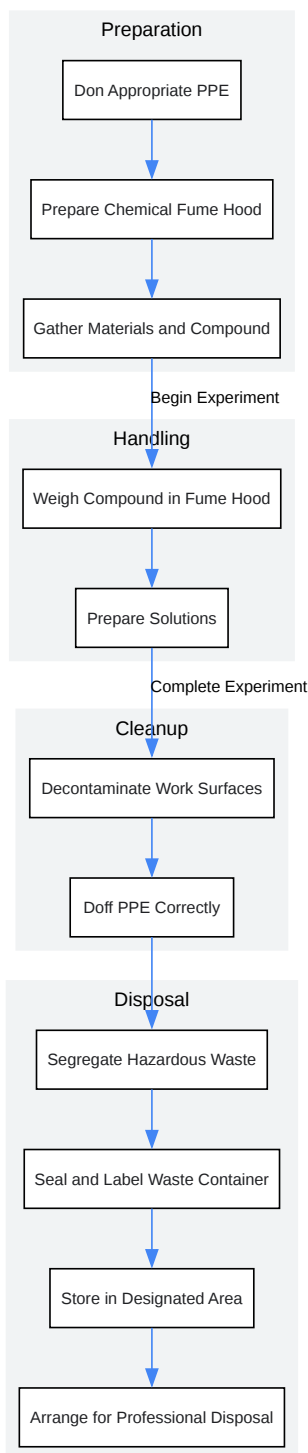 Preparation
Don Appropriate PPE
Prepare Chemical Fume Hood
Gather Materials and Compound
Begin Experiment
Handling
Weigh Compound in Fume Hood
Prepare Solutions
Complete Experiment
Cleanup
Decontaminate Work Surfaces
Doff PPE Correctly
Disposal
Segregate Hazardous Waste
Seal and Label Waste Container
Store in Designated Area
Arrange for Professional Disposal